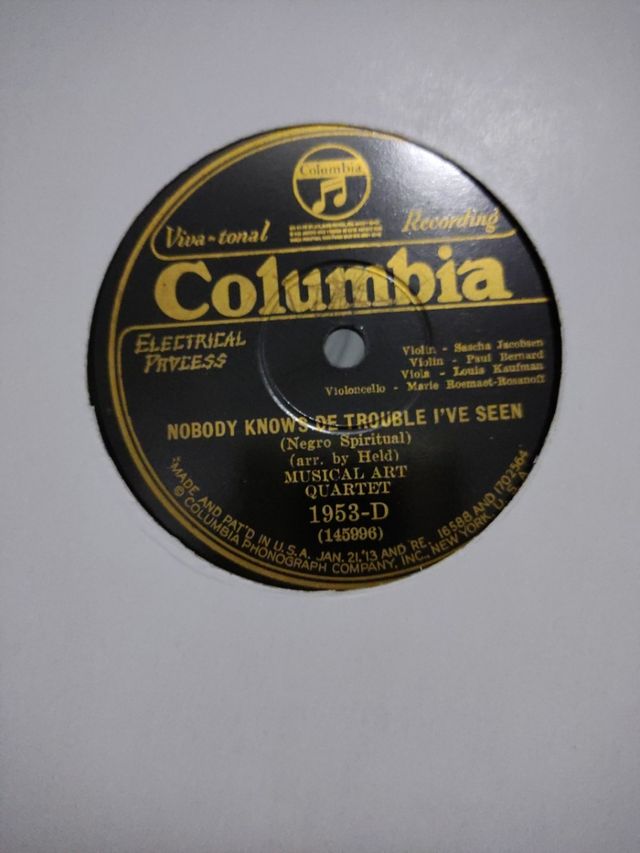 Columbia
Viva-tonal Recording
Columbia
ELECTRICAL
PROCESS
Violin - Sascha Jacobsen
Violin - Paul Bernard
Viola - Louis Kaufman
Violoncello - Marie Roemaet-Rosanoff
NOBODY KNOWS DE TROUBLE I'VE SEEN
(Negro Spiritual)
(arr. by Held)
MUSICAL ART
QUARTET
1953-D
(145996)
MADE AND PAT'D IN U.S.A. JAN. 21,'13 AND RE. 16588 AND 1702564
© COLUMBIA PHONOGRAPH COMPANY, INC., NEW YORK, U.S.A.